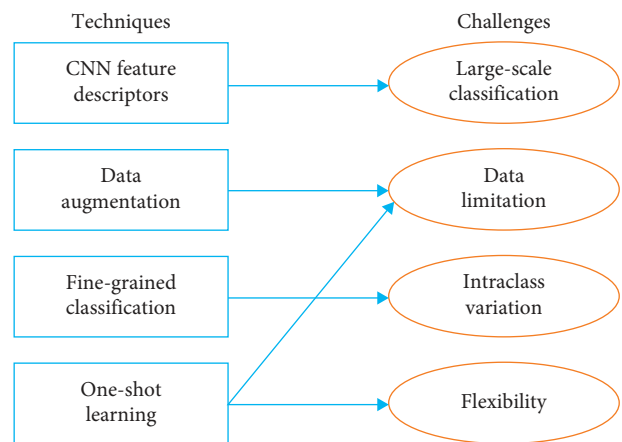 Techniques
Challenges
CNN feature
descriptors
Large-scale
classification
Data
augmentation
Data
limitation
Fine-grained
classification
Intraclass
variation
One-shot
learning
Flexibility